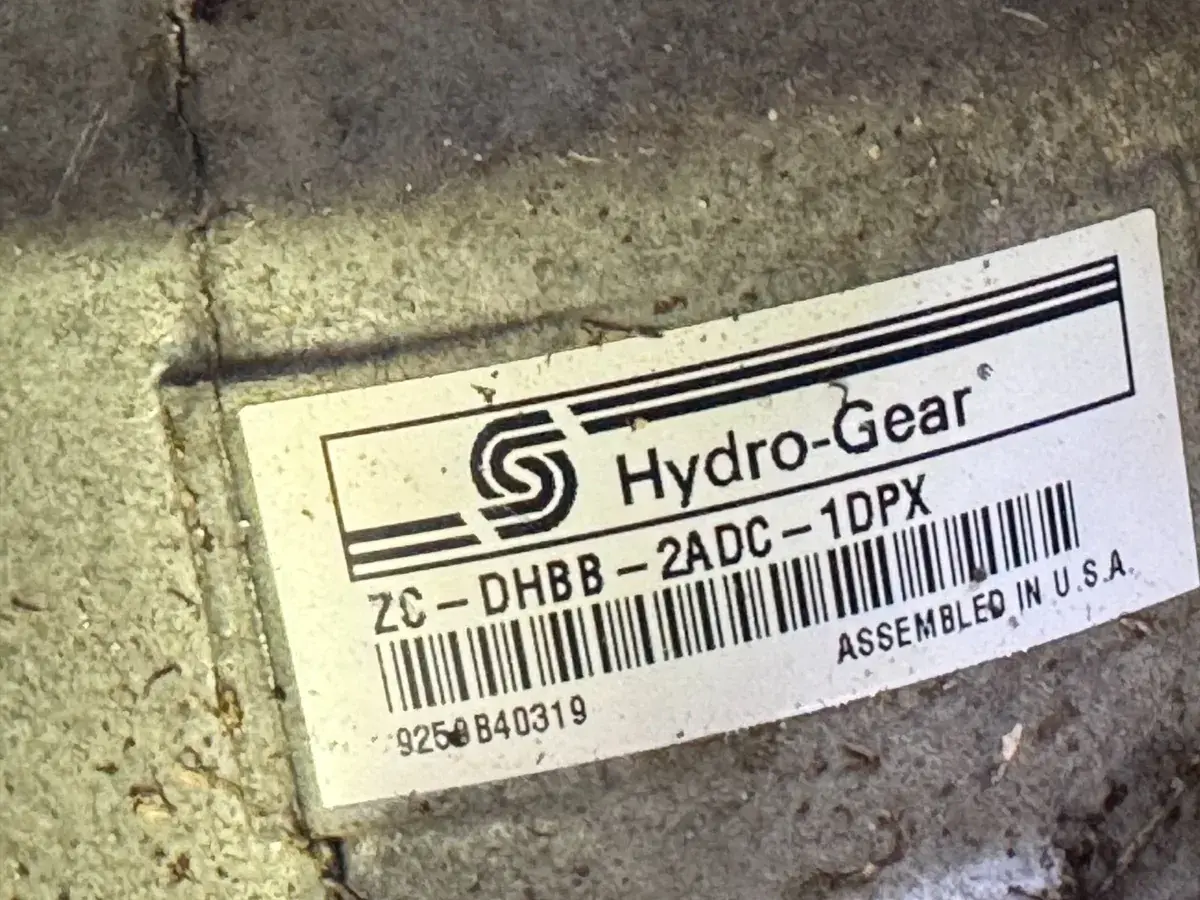 Hydro-Gear®
ZC-DHBB-2ADC-1DPX
ASSEMBLED IN U.S.A.